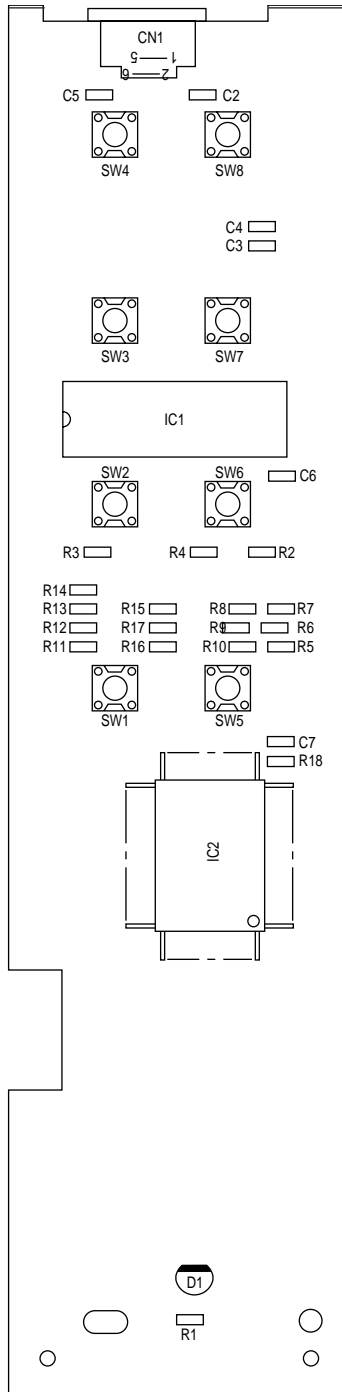 CN1
5 1
6 2
C5 C2
SW4 SW8
C4
C3
SW3 SW7
IC1
SW2 SW6
C6
R3 R4 R2
R14
R13 R15 R8 R7
R12 R17 R9 R6
R11 R16 R10 R5
SW1 SW5
C7
R18
IC2
D1
R1